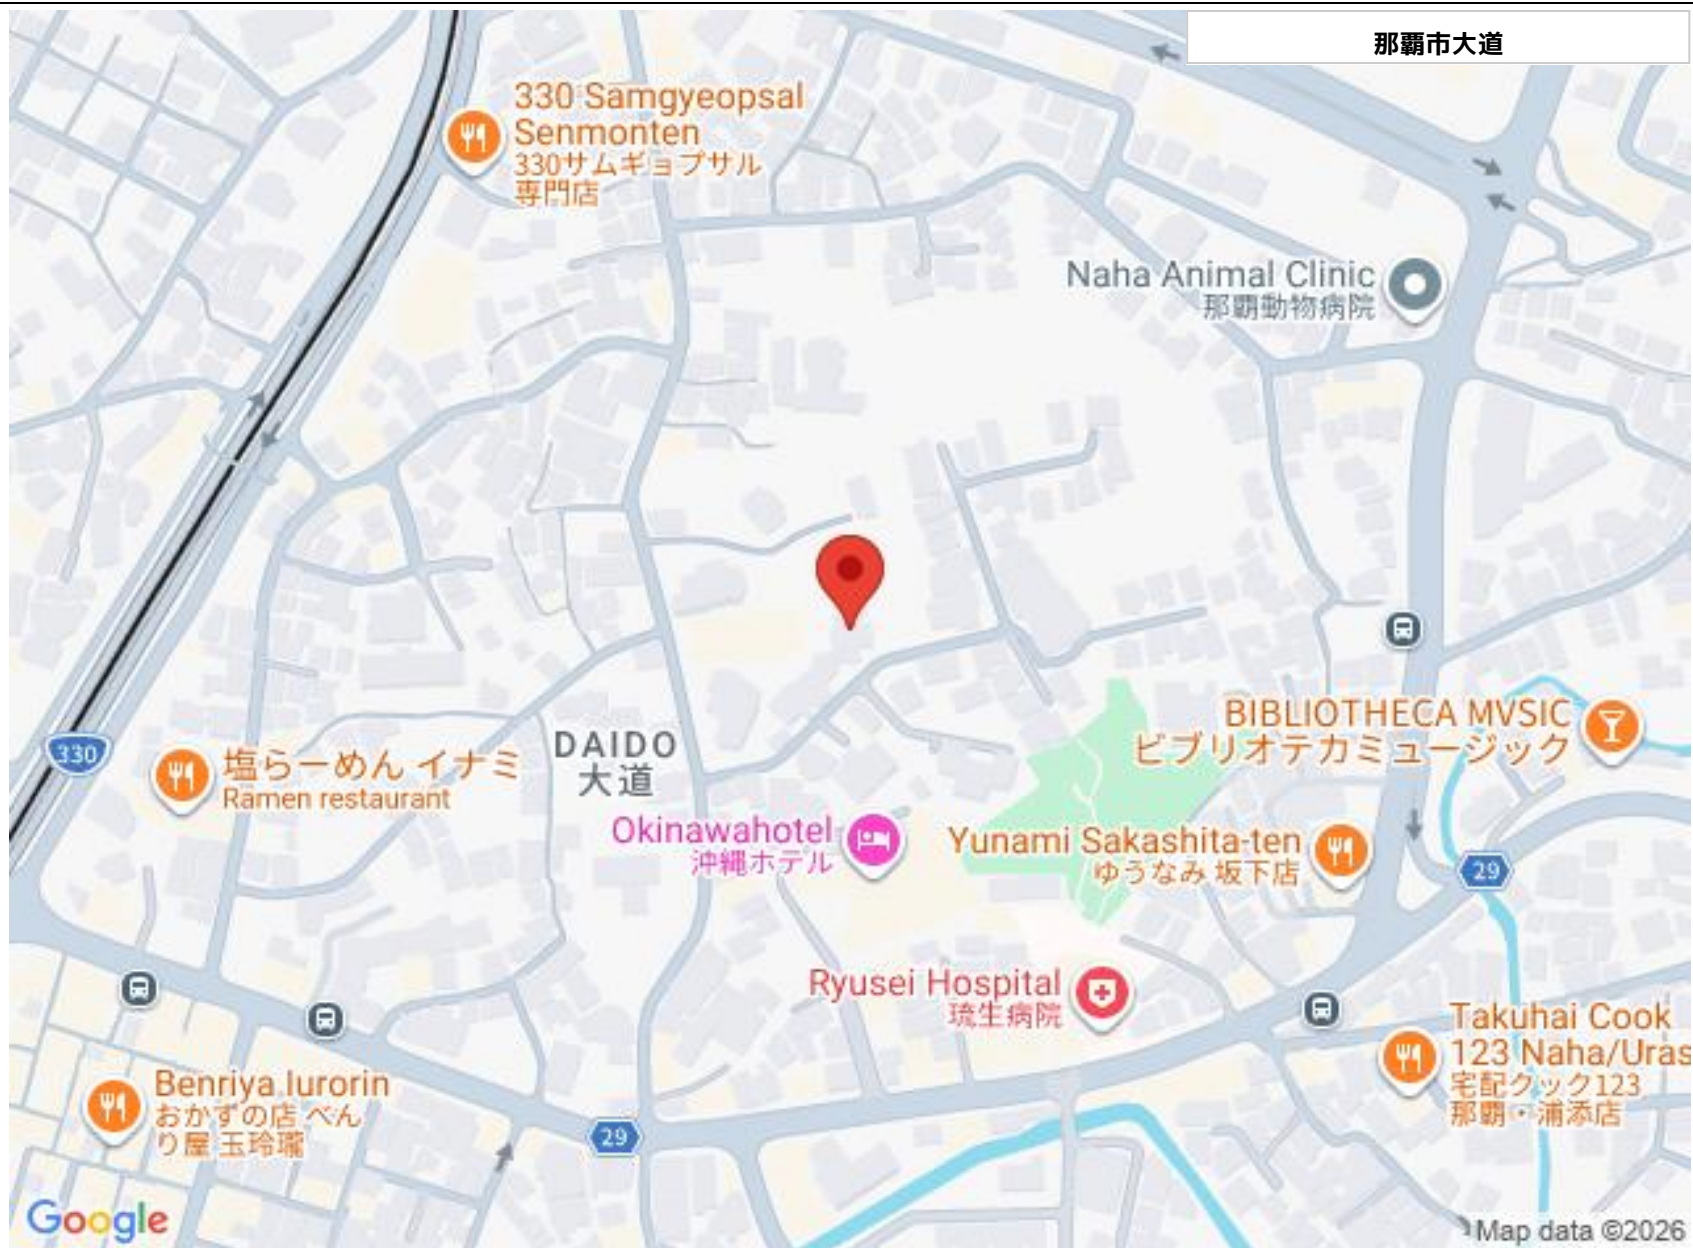 那覇市大道
330 Samgyeopsal
Senmonten
330サムギョプサル
専門店
Naha Animal Clinic
那覇動物病院
330
塩らーめん イナミ
Ramen restaurant
DAIDO
大道
BIBLIOTHECA MVSIC
ビブリオテカミュージック
Okinawahotel
沖縄ホテル
Yunami Sakashita-ten
ゆうなみ 坂下店
29
Ryusei Hospital
琉生病院
Takuhai Cook
123 Naha/Uras
宅配クック123
那覇・浦添店
Benriya Iurorin
おかずの店 べん
り屋 玉玲瓏
29
Google
Map data ©2026